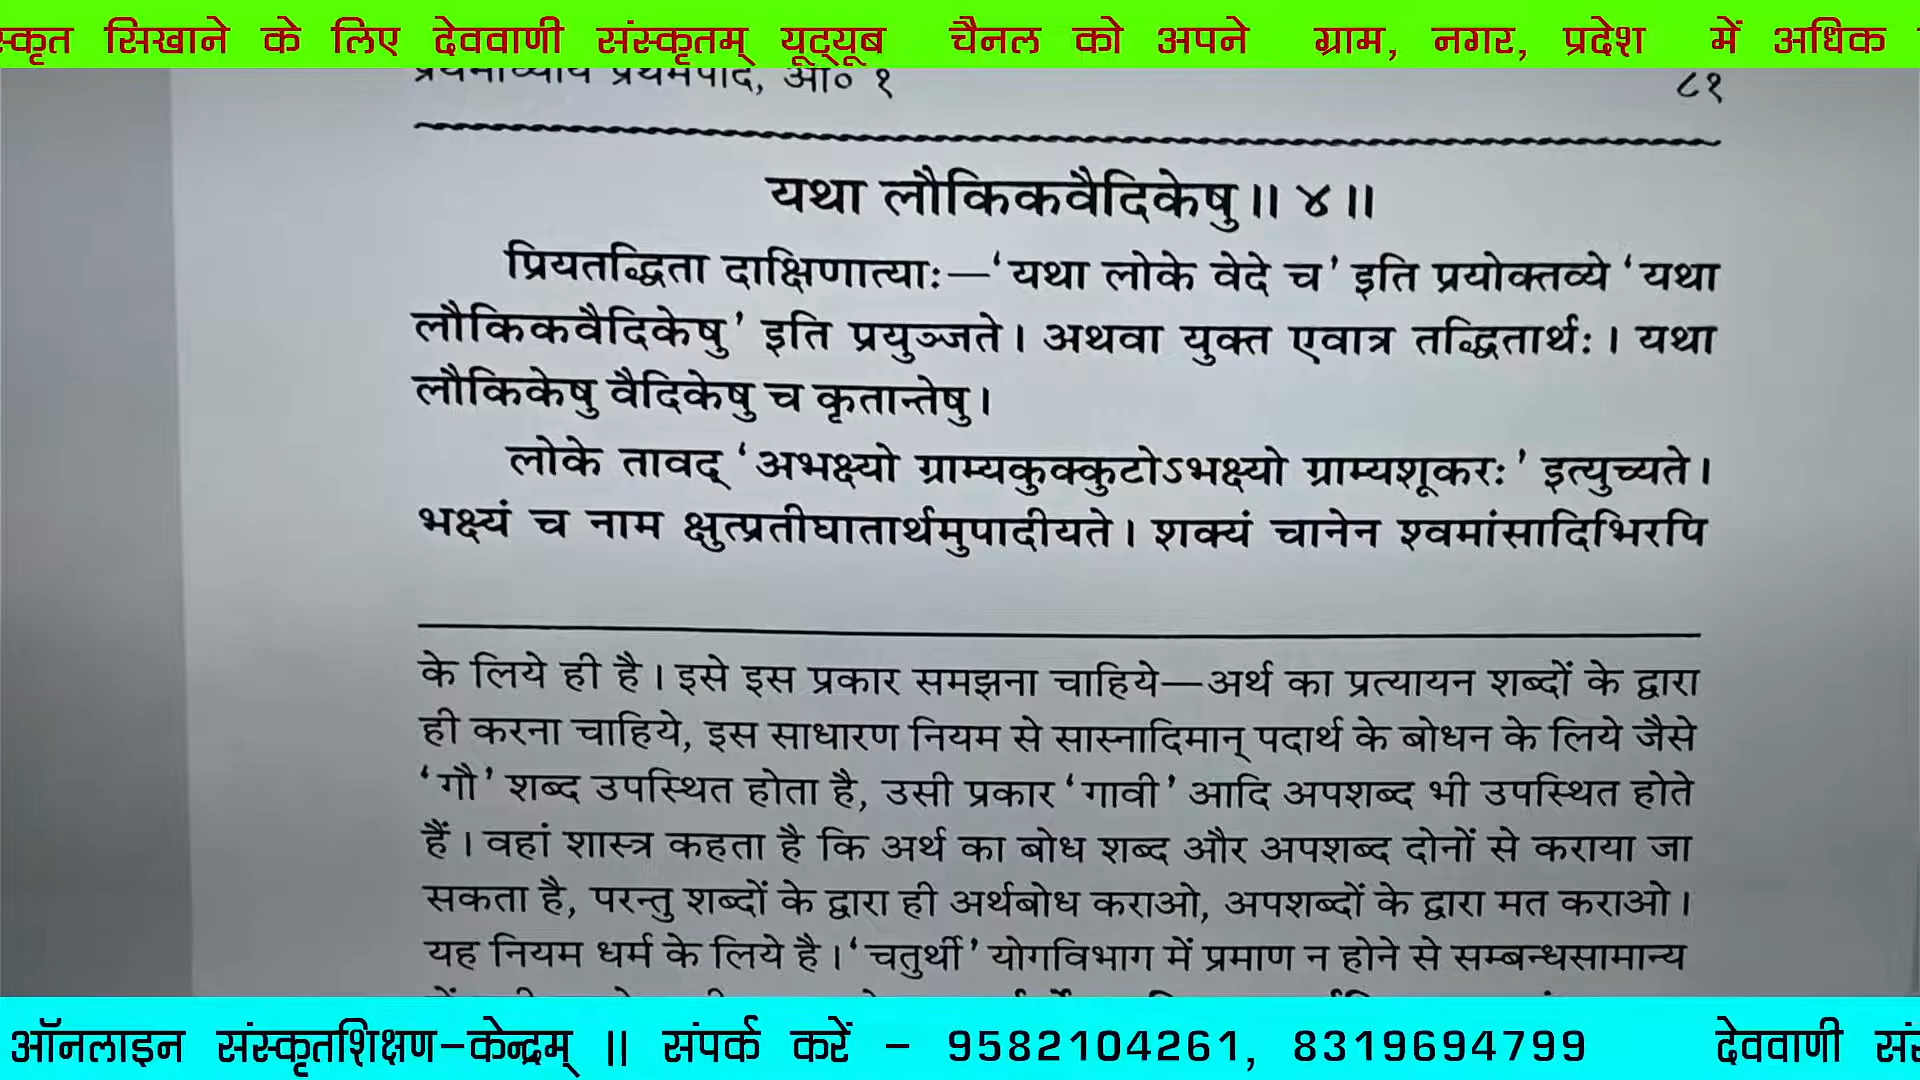 स्कृत सिखाने के लिए देववाणी संस्कृतम् यूट्यूब चैनल को अपने ग्राम, नगर, प्रदेश में अधिक
प्रथमाध्याये प्रथमपादे, आ० १ ८१
यथा लौकिकवैदिकेषु ॥ ४ ॥
प्रियतद्धिता दाक्षिणात्याः—‘यथा लोके वेदे च’ इति प्रयोक्तव्ये ‘यथा
लौकिकवैदिकेषु’ इति प्रयुञ्जते। अथवा युक्त एवात्र तद्धितार्थः। यथा
लौकिकेषु वैदिकेषु च कृतान्तेषु।
लोके तावद् ‘अभक्ष्यो ग्राम्यकुक्कुटोऽभक्ष्यो ग्राम्यशूकरः’ इत्युच्यते।
भक्ष्यं च नाम क्षुत्प्रतीघातार्थमुपादीयते। शक्यं चानेन श्वमांसादिभिरपि
के लिये ही है। इसे इस प्रकार समझना चाहिये—अर्थ का प्रत्यायन शब्दों के द्वारा
ही करना चाहिये, इस साधारण नियम से सास्नादिमान् पदार्थ के बोधन के लिये जैसे
‘गौ’ शब्द उपस्थित होता है, उसी प्रकार ‘गावी’ आदि अपशब्द भी उपस्थित होते
हैं। वहां शास्त्र कहता है कि अर्थ का बोध शब्द और अपशब्द दोनों से कराया जा
सकता है, परन्तु शब्दों के द्वारा ही अर्थबोध कराओ, अपशब्दों के द्वारा मत कराओ।
यह नियम धर्म के लिये है। ‘चतुर्थी’ योगविभाग में प्रमाण न होने से सम्बन्धसामान्य
ऑनलाइन संस्कृतशिक्षण-केन्द्रम् || संपर्क करें - 9582104261, 8319694799 देववाणी